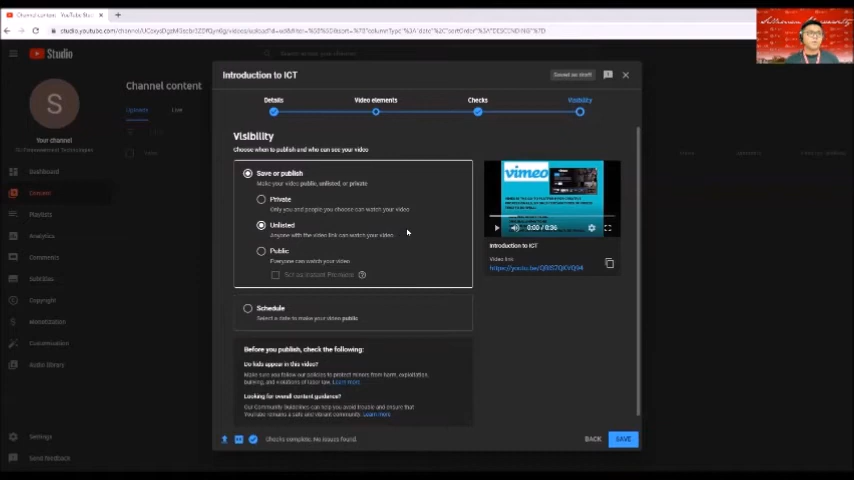 Channel content - YouTube Stu
Studio
Channel content
Your channel
Live
Dashboard
Content
Playlists
Analytics
Comments
Subtitles
Copyright
Monetization
Customization
Audio library
Settings
Send feedback
Introduction to ICT
Saved as draft
Details
Video elements
Checks
Visibility
Visibility
Choose when to publish and who can see your video
Save or publish
Make your video public, unlisted, or private
Private
Only you and people you choose can watch your video
Unlisted
Anyone with the video link can watch your video.
Public
Everyone can watch your video
Set as instant Premiere
Schedule
Select a date to make your video public
Before you publish, check the following:
Do kids appear in this video?
Make sure you follow our policies to protect minors from harm, exploitation,
bullying, and violations of labor law. Learn more
Looking for overall content guidance?
Our Community Guidelines can help you avoid trouble and ensure that
YouTube remains a safe and vibrant community. Learn more
vimeo
0:00 / 8:36
Introduction to ICT
Video link
Checks complete. No issues found.
BACK
SAVE